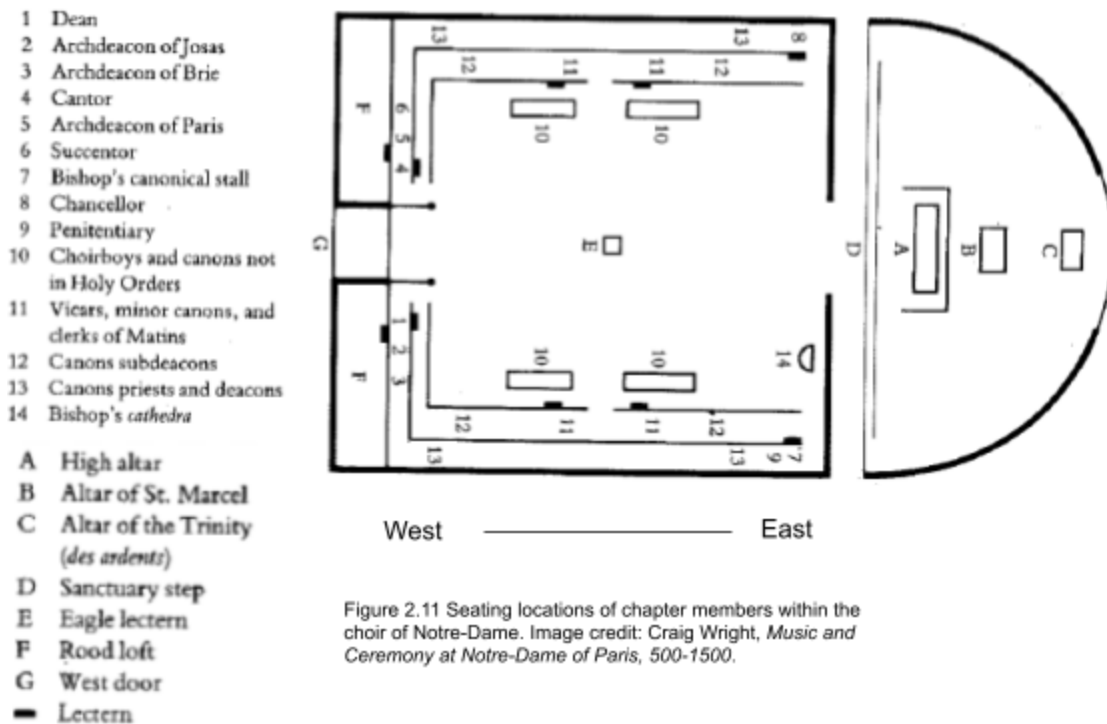 1 Dean
2 Archdeacon of Josas
3 Archdeacon of Brie
4 Cantor
5 Archdeacon of Paris
6 Succentor
7 Bishop's canonical stall
8 Chancellor
9 Penitentiary
10 Choirboys and canons not
in Holy Orders
11 Vicars, minor canons, and
clerks of Matins
12 Canons subdeacons
13 Canons priests and deacons
14 Bishop's cathedra
A High altar
B Altar of St. Marcel
C Altar of the Trinity
(des ardents)
D Sanctuary step
E Eagle lectern
F Rood loft
G West door
Lectern
13 13 8
12 11 11 12
F 6 10 10
5
4
G E D A B C
1
2 10 10 14
F 3
12 11 11 12
13 13 9 7
West East
Figure 2.11 Seating locations of chapter members within the
choir of Notre-Dame. Image credit: Craig Wright, Music and
Ceremony at Notre-Dame of Paris, 500-1500.